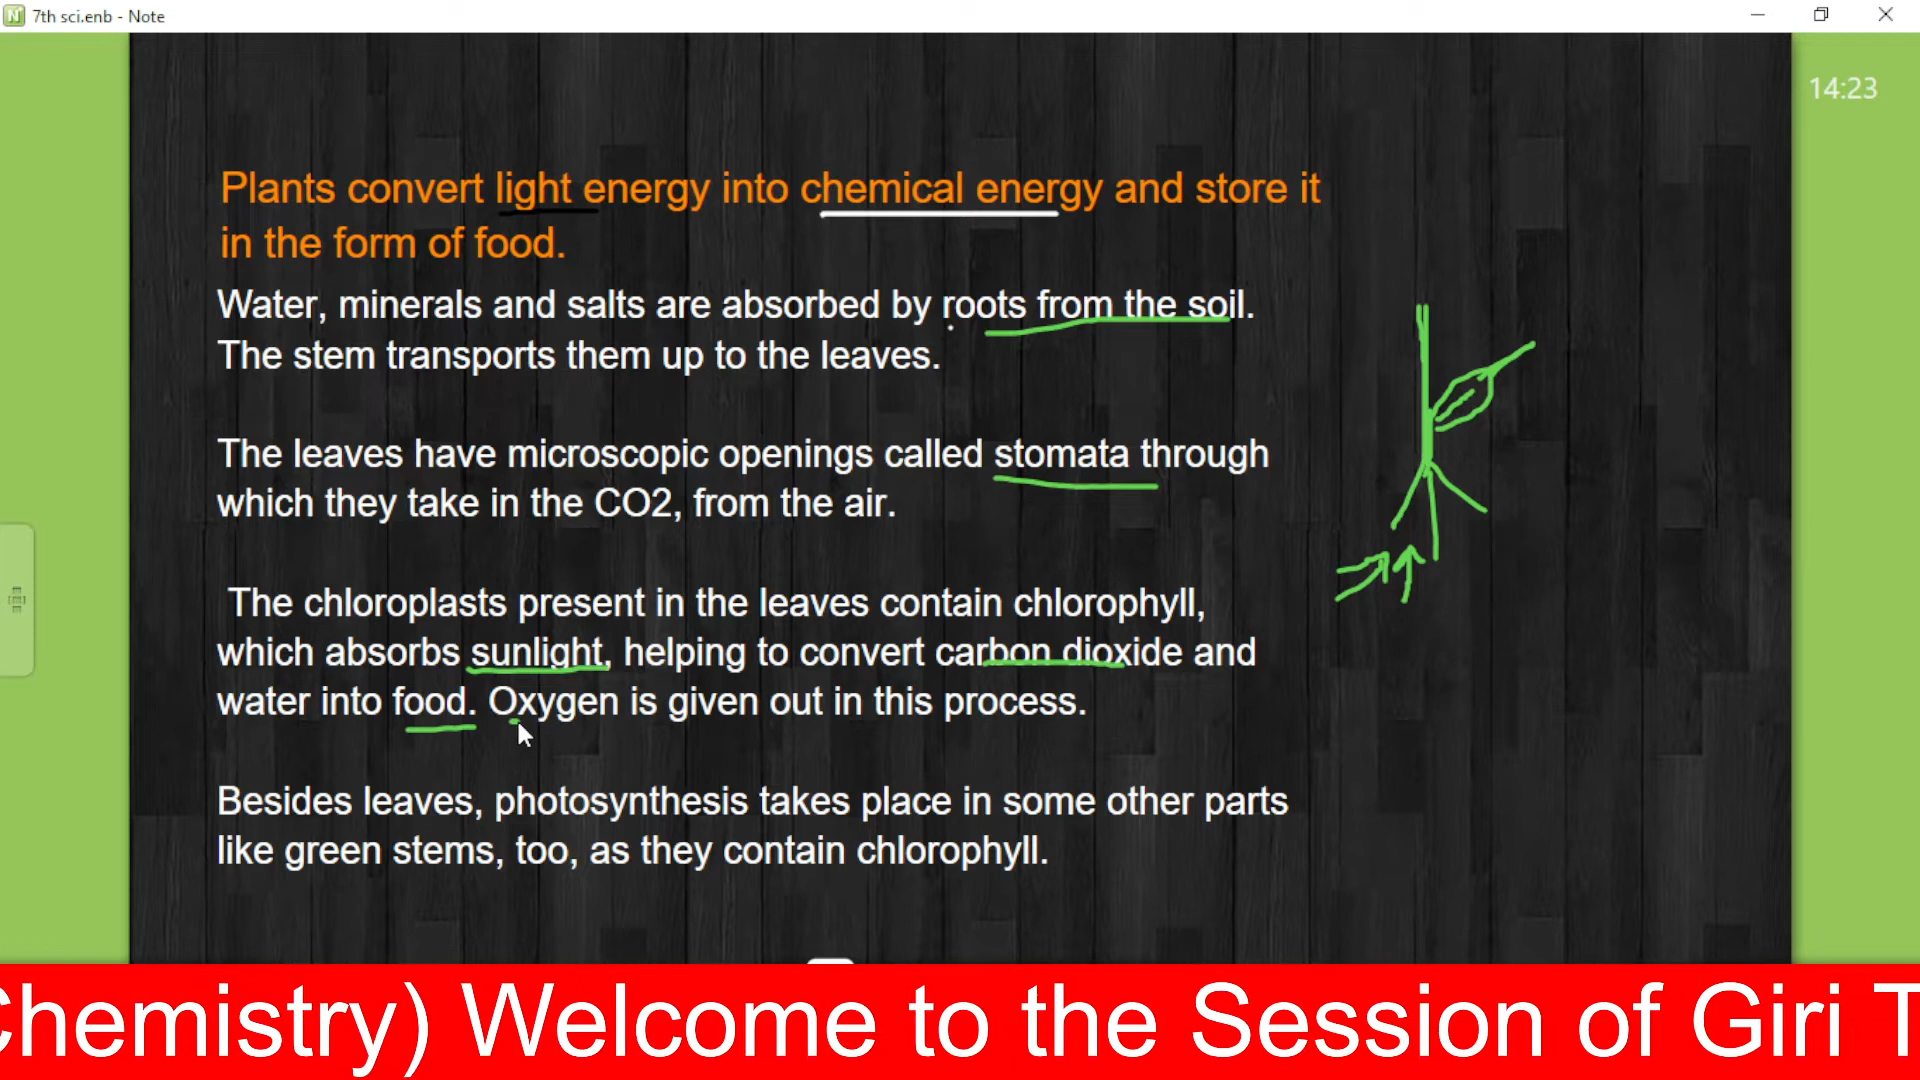 7th sci.enb - Note
14:23
Plants convert light energy into chemical energy and store it
in the form of food.
Water, minerals and salts are absorbed by roots from the soil.
The stem transports them up to the leaves.
The leaves have microscopic openings called stomata through
which they take in the CO2, from the air.
The chloroplasts present in the leaves contain chlorophyll,
which absorbs sunlight, helping to convert carbon dioxide and
water into food. Oxygen is given out in this process.
Besides leaves, photosynthesis takes place in some other parts
like green stems, too, as they contain chlorophyll.
Chemistry) Welcome to the Session of Giri T